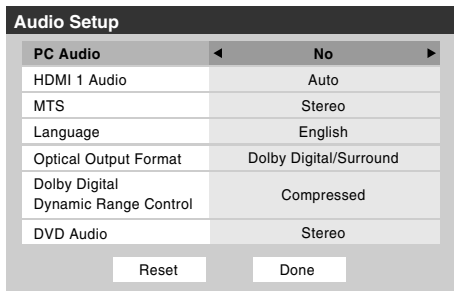 Audio Setup
PC Audio ◀ No ▶
HDMI 1 Audio Auto
MTS Stereo
Language English
Optical Output Format Dolby Digital/Surround
Dolby Digital
Dynamic Range Control Compressed
DVD Audio Stereo
Reset Done